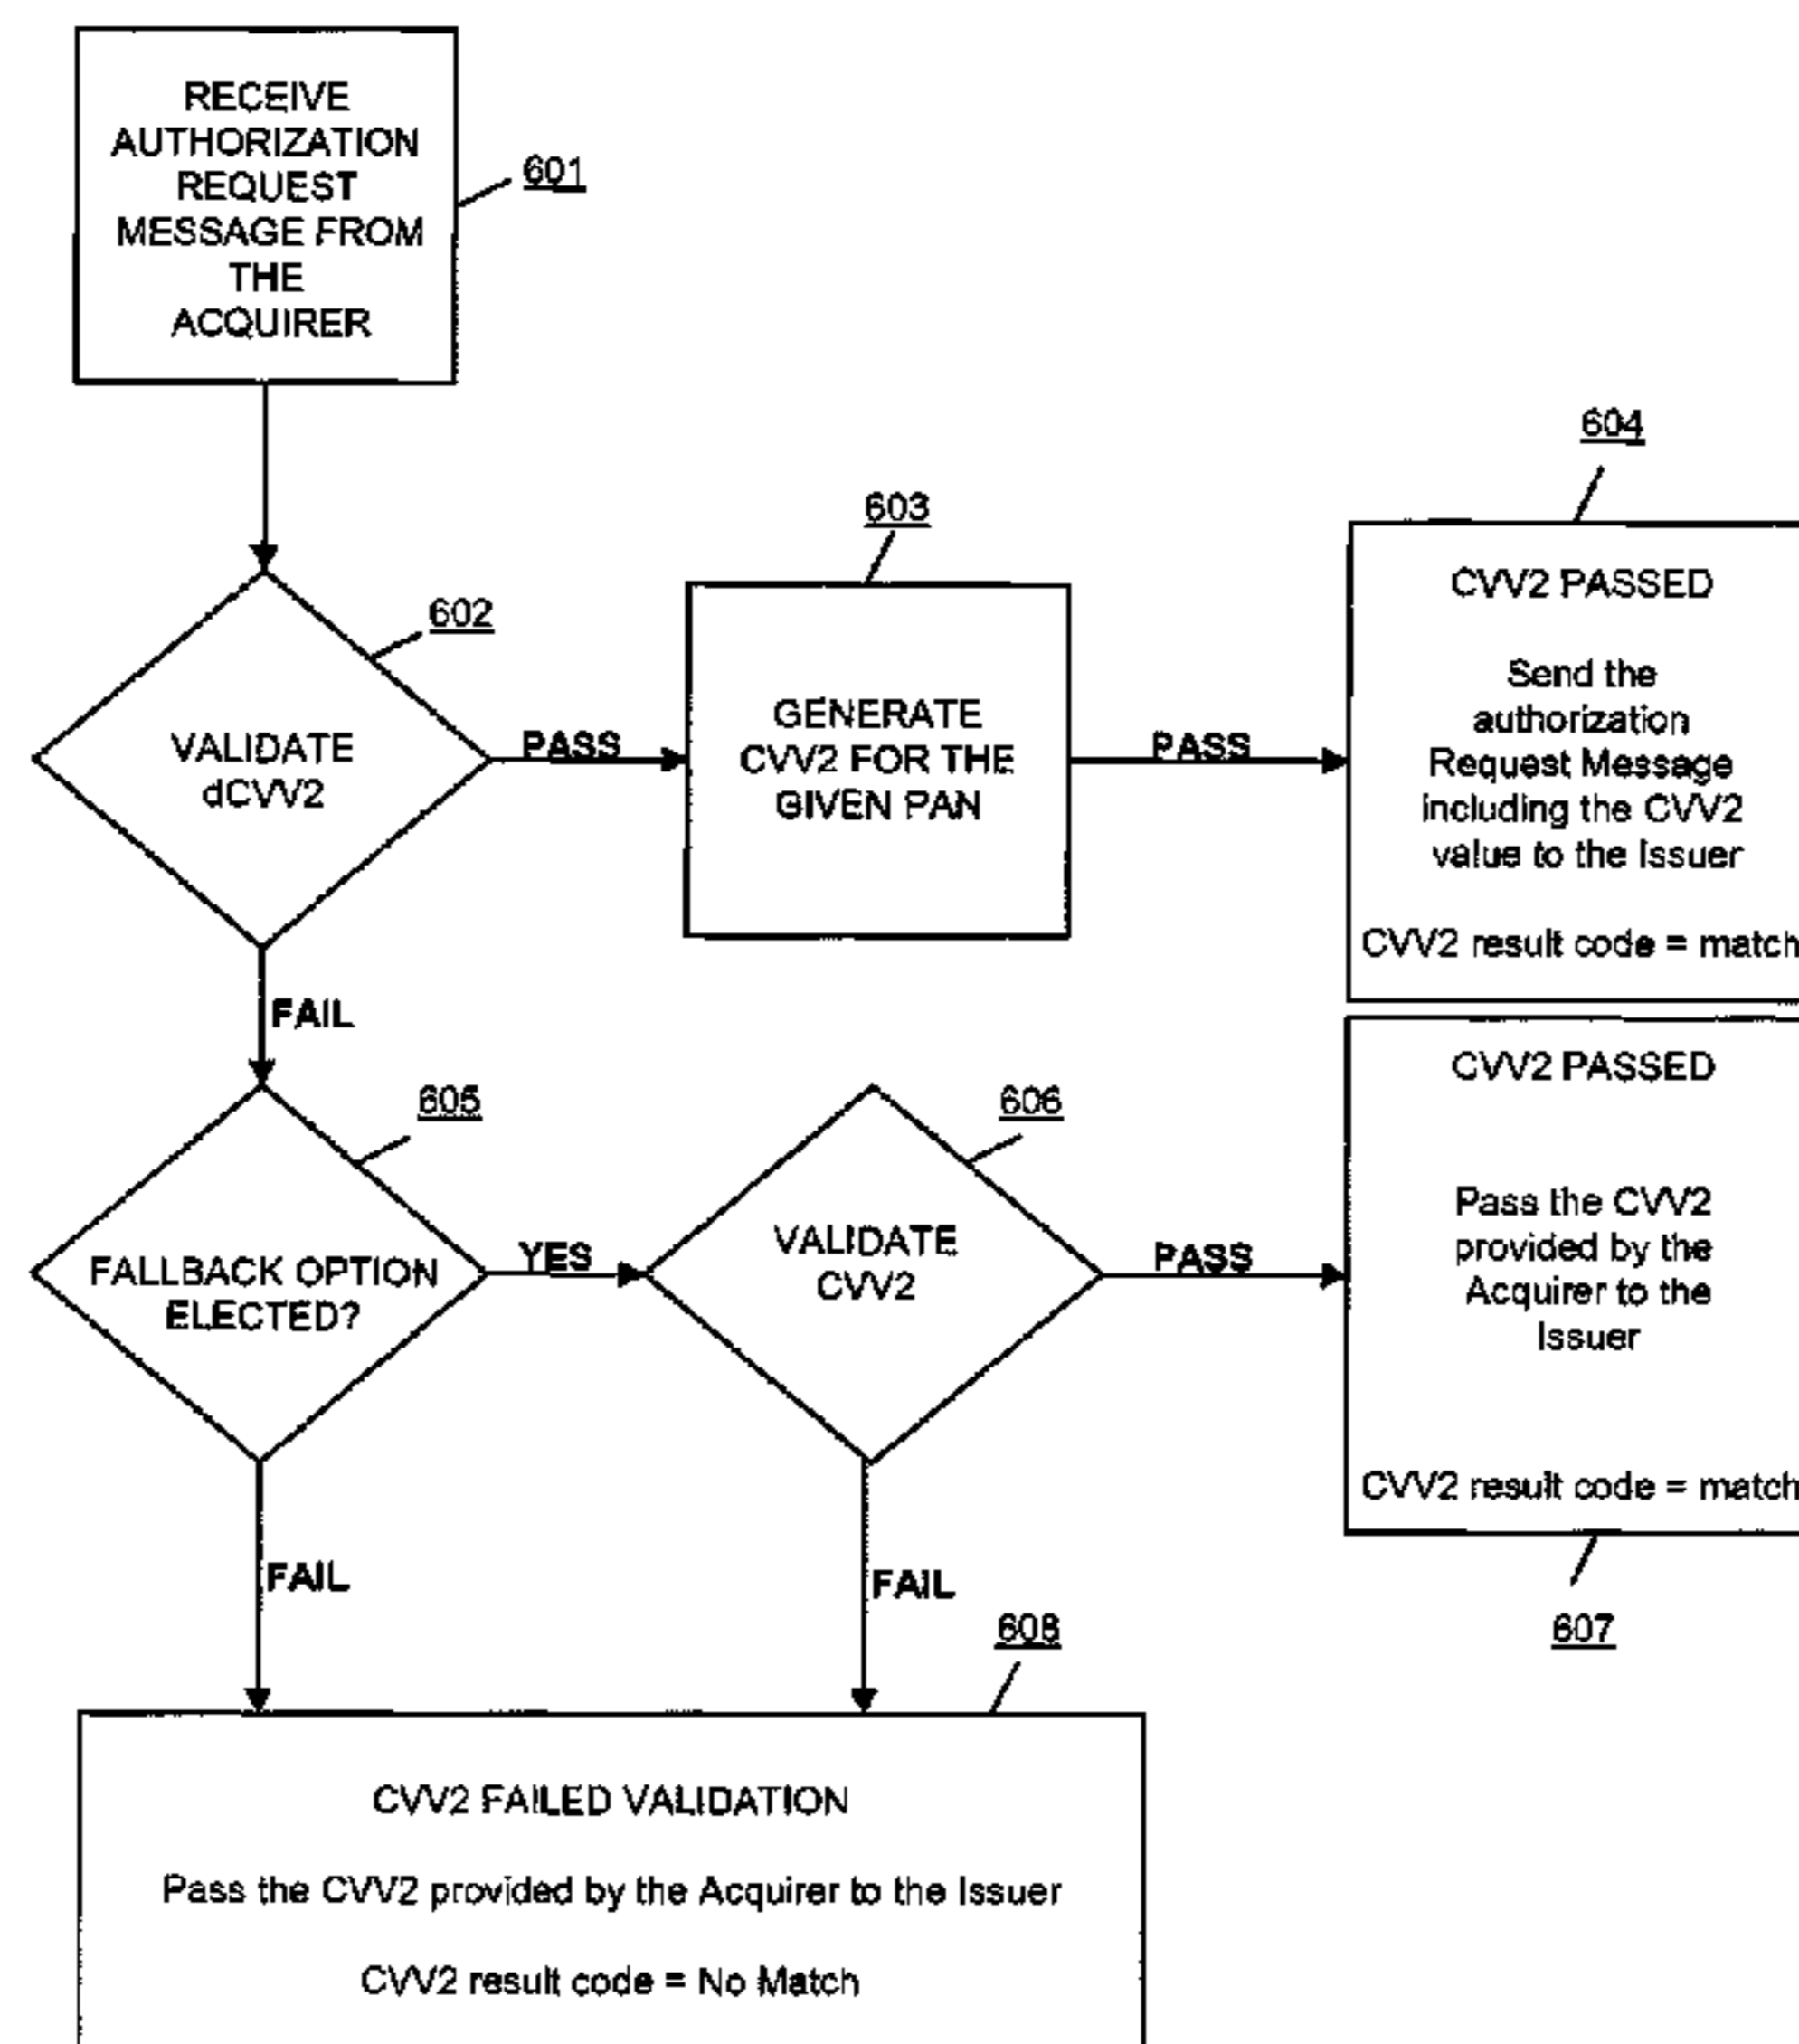 RECEIVE
AUTHORIZATION
REQUEST
MESSAGE FROM
THE
ACQUIRER
601
602
VALIDATE
dCVV2
PASS
603
GENERATE
CVV2 FOR THE
GIVEN PAN
PASS
604
CVV2 PASSED
Send the
authorization
Request Message
including the CVV2
value to the Issuer
CVV2 result code = match
FAIL
605
FALLBACK OPTION
ELECTED?
YES
606
VALIDATE
CVV2
PASS
CVV2 PASSED
Pass the CVV2
provided by the
Acquirer to the
Issuer
CVV2 result code = match
607
FAIL
FAIL
608
CVV2 FAILED VALIDATION
Pass the CVV2 provided by the Acquirer to the Issuer
CVV2 result code = No Match